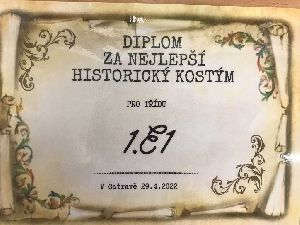 DIPLOM
ZA NEJLEPŠÍ
HISTORICKÝ KOSTÝM
PRO TŘÍDU
1.E1
V Ostravě 29.4.2022